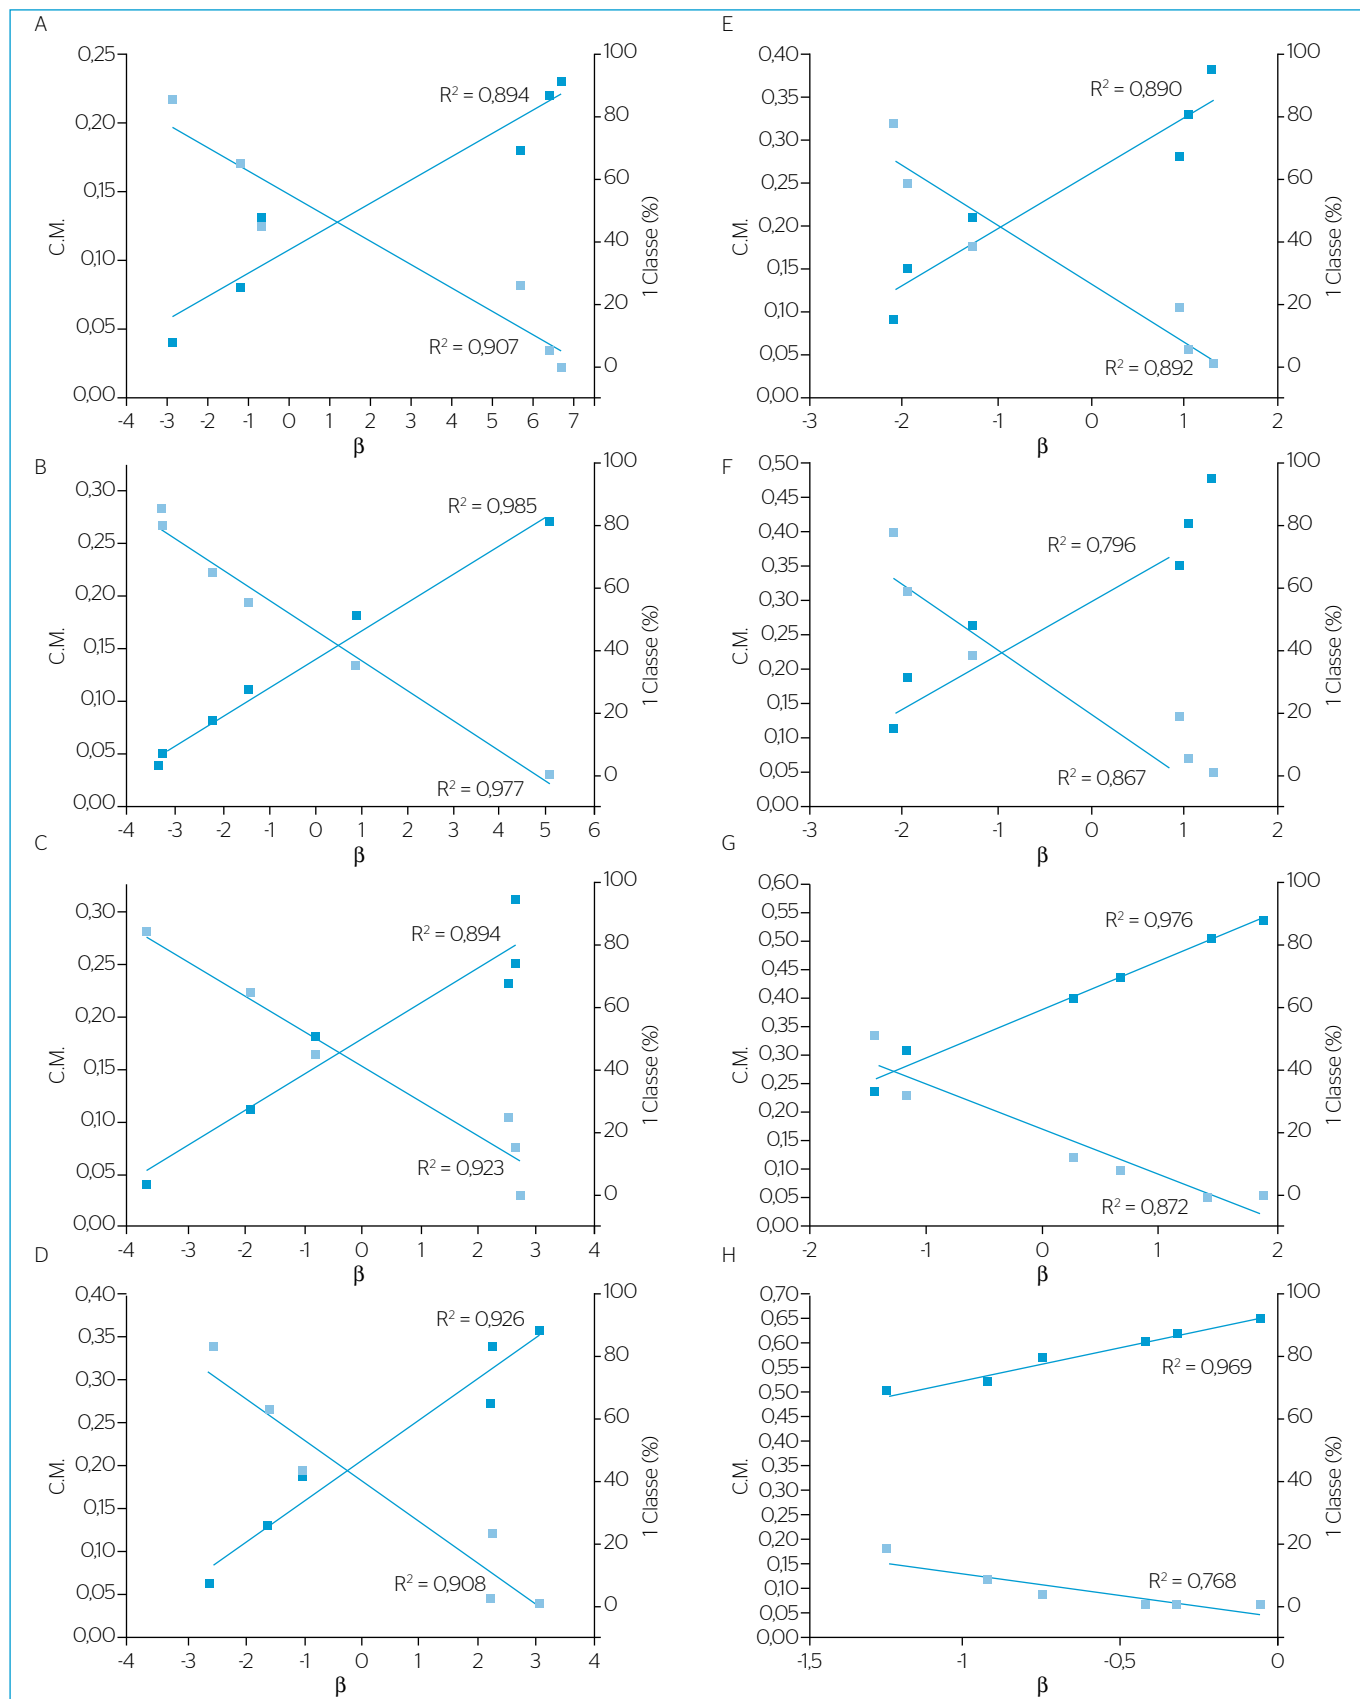 A
0,25
0,20
0,15
0,10
0,05
0,00
C.M.
100
80
60
40
20
0
1 Classe (%)
R² = 0,894
R² = 0,907
-4 -3 -2 -1 0 1 2 3 4 5 6 7
β
B
0,30
0,25
0,20
0,15
0,10
0,05
0,00
C.M.
100
80
60
40
20
0
1 Classe (%)
R² = 0,985
R² = 0,977
-4 -3 -2 -1 0 1 2 3 4 5 6
β
C
0,30
0,25
0,20
0,15
0,10
0,05
0,00
C.M.
100
80
60
40
20
0
1 Classe (%)
R² = 0,894
R² = 0,923
-4 -3 -2 -1 0 1 2 3 4
β
D
0,40
0,35
0,30
0,25
0,20
0,15
0,10
0,05
0,00
C.M.
100
80
60
40
20
0
1 Classe (%)
R² = 0,926
R² = 0,908
-4 -3 -2 -1 0 1 2 3 4
β
E
0,40
0,35
0,30
0,25
0,20
0,15
0,10
0,05
0,00
C.M.
100
80
60
40
20
0
1 Classe (%)
R² = 0,890
R² = 0,892
-3 -2 -1 0 1 2
β
F
0,50
0,45
0,40
0,35
0,30
0,25
0,20
0,15
0,10
0,05
0,00
C.M.
100
80
60
40
20
0
1 Classe (%)
R² = 0,796
R² = 0,867
-3 -2 -1 0 1 2
β
G
0,60
0,55
0,50
0,45
0,40
0,35
0,30
0,25
0,20
0,15
0,10
0,05
0,00
C.M.
100
80
60
40
20
0
1 Classe (%)
R² = 0,976
R² = 0,872
-2 -1 0 1 2
β
H
0,70
0,65
0,60
0,55
0,50
0,45
0,40
0,35
0,30
0,25
0,20
0,15
0,10
0,05
0,00
C.M.
100
80
60
40
20
0
1 Classe (%)
R² = 0,969
R² = 0,768
-1,5 -1 -0,5 0
β